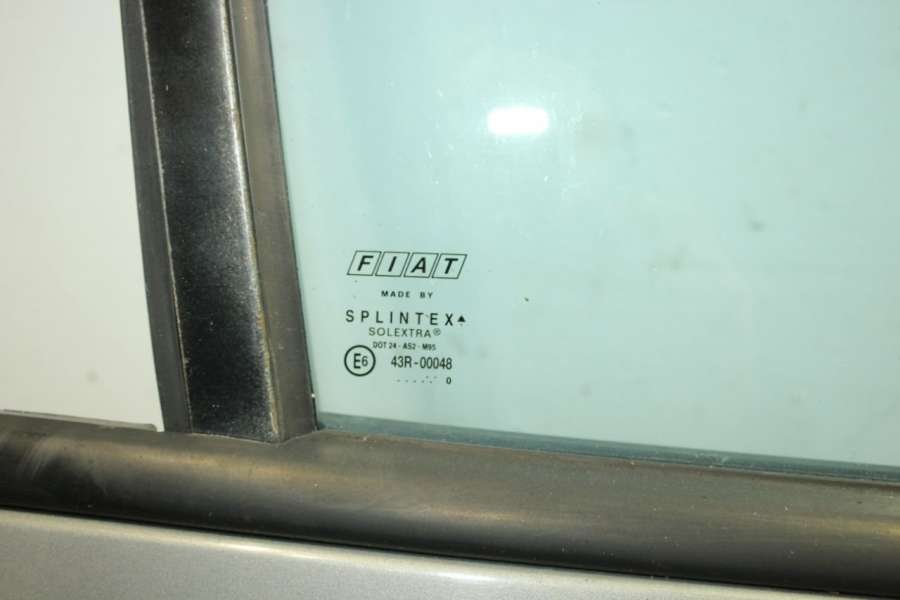 FIAT
MADE BY
SPLINTEX▲
SOLEXTRA®
DOT 24 - AS2 - M95
E6 43R-00048
..... .. 0